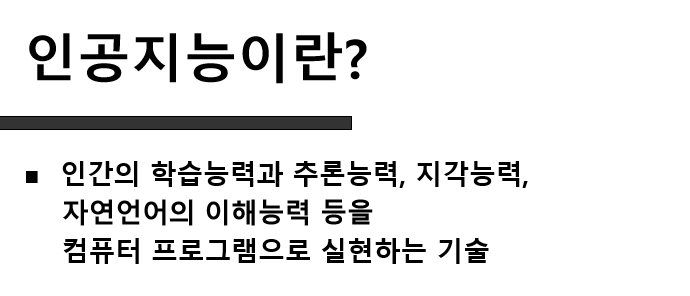 인공지능이란?
▪ 인간의 학습능력과 추론능력, 지각능력,
자연언어의 이해능력 등을
컴퓨터 프로그램으로 실현하는 기술